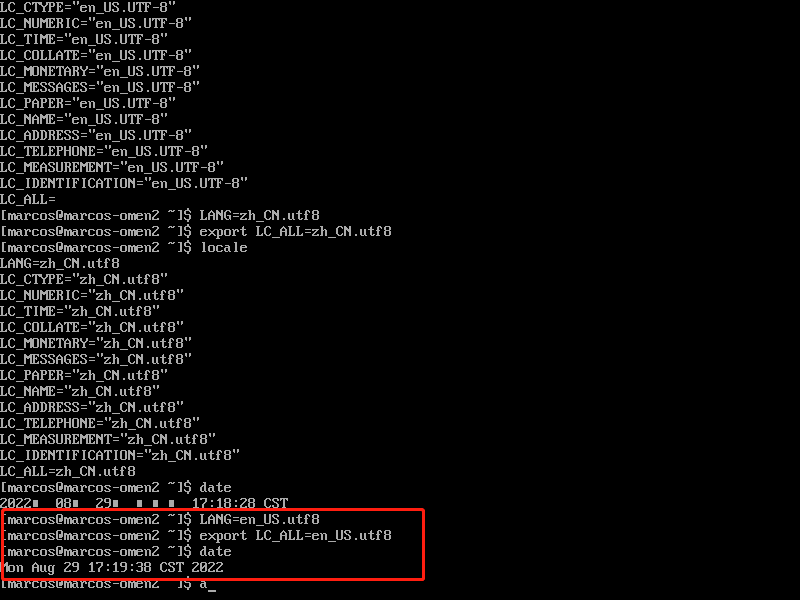 LC_CTYPE="en_US.UTF-8"
LC_NUMERIC="en_US.UTF-8"
LC_TIME="en_US.UTF-8"
LC_COLLATE="en_US.UTF-8"
LC_MONETARY="en_US.UTF-8"
LC_MESSAGES="en_US.UTF-8"
LC_PAPER="en_US.UTF-8"
LC_NAME="en_US.UTF-8"
LC_ADDRESS="en_US.UTF-8"
LC_TELEPHONE="en_US.UTF-8"
LC_MEASUREMENT="en_US.UTF-8"
LC_IDENTIFICATION="en_US.UTF-8"
LC_ALL=
[marcos@marcos-omen2 ~]$ LANG=zh_CN.utf8
[marcos@marcos-omen2 ~]$ export LC_ALL=zh_CN.utf8
[marcos@marcos-omen2 ~]$ locale
LANG=zh_CN.utf8
LC_CTYPE="zh_CN.utf8"
LC_NUMERIC="zh_CN.utf8"
LC_TIME="zh_CN.utf8"
LC_COLLATE="zh_CN.utf8"
LC_MONETARY="zh_CN.utf8"
LC_MESSAGES="zh_CN.utf8"
LC_PAPER="zh_CN.utf8"
LC_NAME="zh_CN.utf8"
LC_ADDRESS="zh_CN.utf8"
LC_TELEPHONE="zh_CN.utf8"
LC_MEASUREMENT="zh_CN.utf8"
LC_IDENTIFICATION="zh_CN.utf8"
LC_ALL=zh_CN.utf8
[marcos@marcos-omen2 ~]$ date
2022■ 08■ 29■ ■ ■ ■ 17:18:28 CST
[marcos@marcos-omen2 ~]$ LANG=en_US.utf8
[marcos@marcos-omen2 ~]$ export LC_ALL=en_US.utf8
[marcos@marcos-omen2 ~]$ date
Mon Aug 29 17:19:38 CST 2022
[marcos@marcos-omen2 ~]$ a_